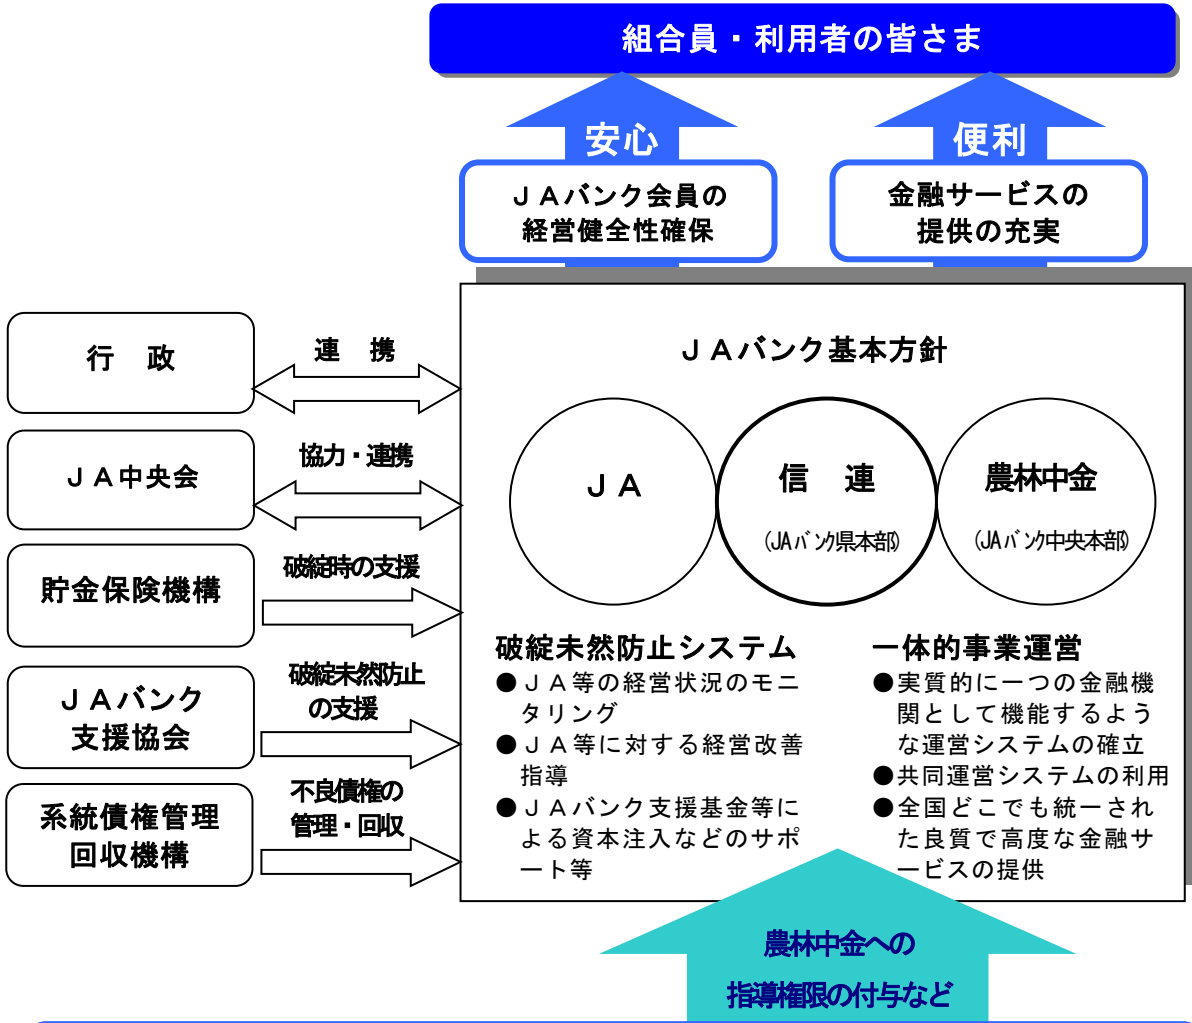 組合員・利用者の皆さま
安心
便利
ＪＡバンク会員の
経営健全性確保
金融サービスの
提供の充実
行　政
連　携
ＪＡ中央会
協力・連携
貯金保険機構
破綻時の支援
ＪＡバンク
支援協会
破綻未然防止
の支援
系統債権管理
回収機構
不良債権の
管理・回収
ＪＡバンク基本方針
ＪＡ
信　連
(JAバンク県本部)
農林中金
(JAバンク中央本部)
破綻未然防止システム
●ＪＡ等の経営状況のモニ
タリング
●ＪＡ等に対する経営改善
指導
●ＪＡバンク支援基金等に
よる資本注入などのサポ
ート等
一体的事業運営
●実質的に一つの金融機
関として機能するよう
な運営システムの確立
●共同運営システムの利用
●全国どこでも統一され
た良質で高度な金融サ
ービスの提供
農林中金への
指導権限の付与など